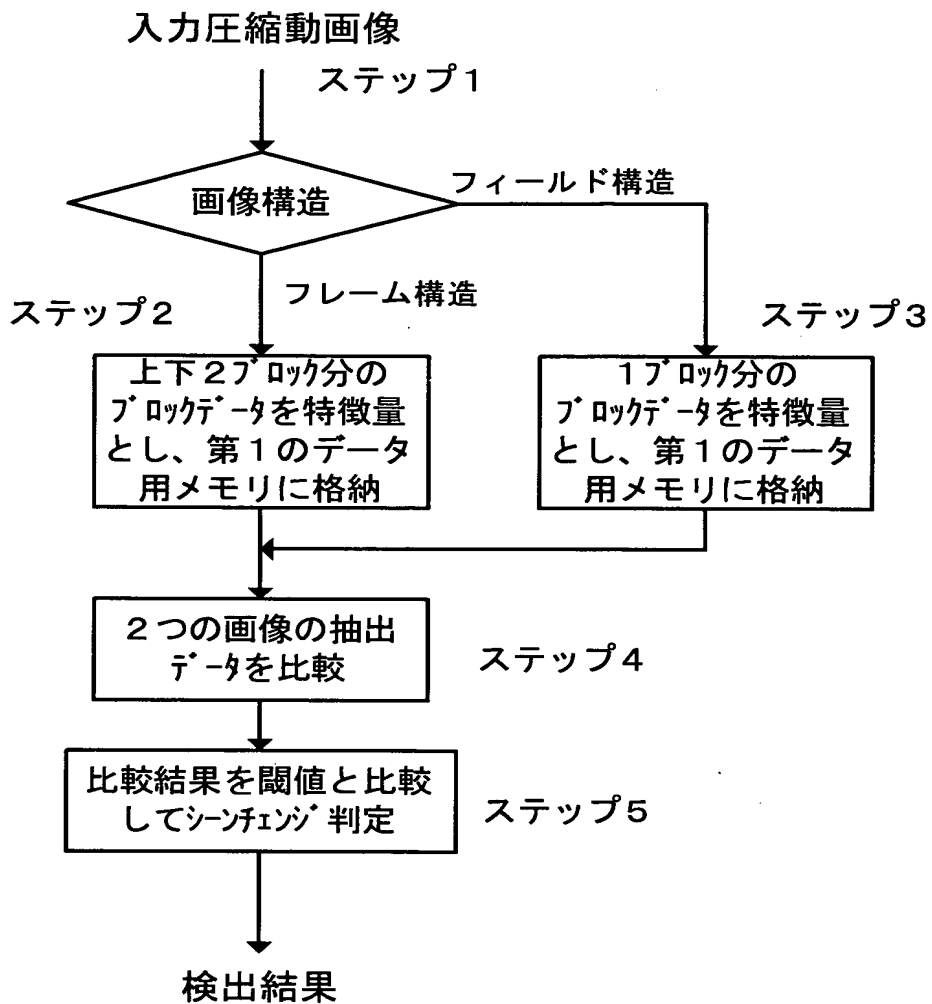 入力圧縮動画像
ステップ1
画像構造
フィールド構造
フレーム構造
ステップ2
ステップ3
上下2ﾌﾞﾛｯｸ分の
ﾌﾞﾛｯｸﾃﾞｰﾀを特徴量
とし、第1のデータ
用メモリに格納
1ﾌﾞﾛｯｸ分の
ﾌﾞﾛｯｸﾃﾞｰﾀを特徴量
とし、第1のデータ
用メモリに格納
2つの画像の抽出
ﾃﾞｰﾀを比較
ステップ4
比較結果を閾値と比較
してｼｰﾝﾁｪﾝｼﾞ判定
ステップ5
検出結果